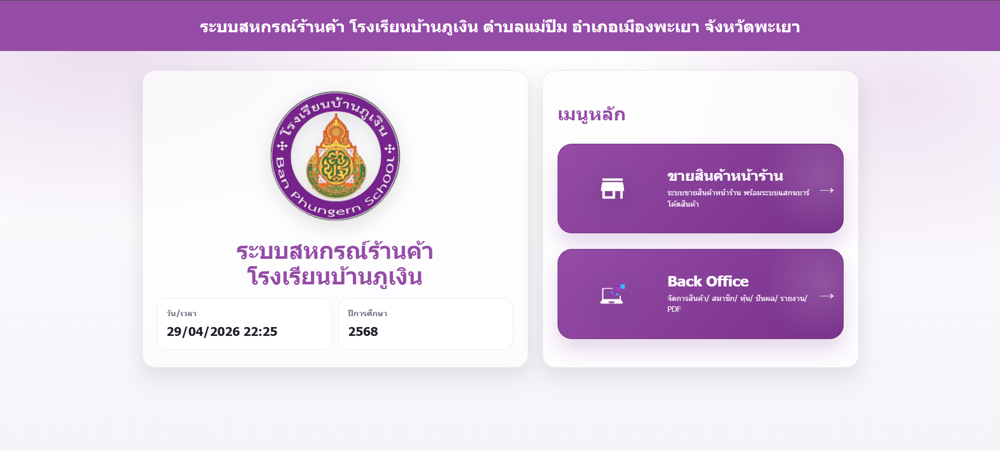 ระบบสหกรณ์ร้านค้า โรงเรียนบ้านภูเงิน ตำบลแม่ปืม อำเภอเมืองพะเยา จังหวัดพะเยา
โรงเรียนบ้านภูเงิน
Ban Phungern School
ระบบสหกรณ์ร้านค้า
โรงเรียนบ้านภูเงิน
วัน/เวลา
29/04/2026 22:25
ปีการศึกษา
2568
เมนูหลัก
ขายสินค้าหน้าร้าน
ระบบขายสินค้าหน้าร้าน พร้อมระบบแสกนบาร์
โค้ตสินค้า
→
Back Office
จัดการสินค้า/ สมาชิก/ หุ้น/ ปันผล/ รายงาน/
PDF
→